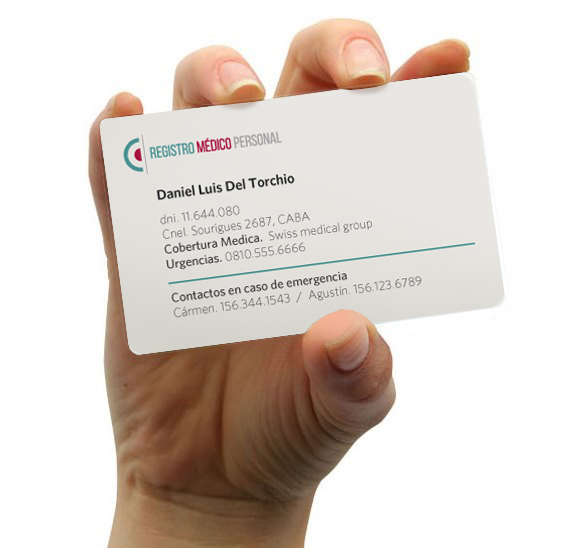 REGISTRO MÉDICO PERSONAL
Daniel Luis Del Torchio
dni. 11.644.080
Cnel. Sourigues 2687, CABA
Cobertura Medica. Swiss medical group
Urgencias. 0810.555.6666
Contactos en caso de emergencia
Cármen. 156.344.1543 / Agustín. 156.123.6789